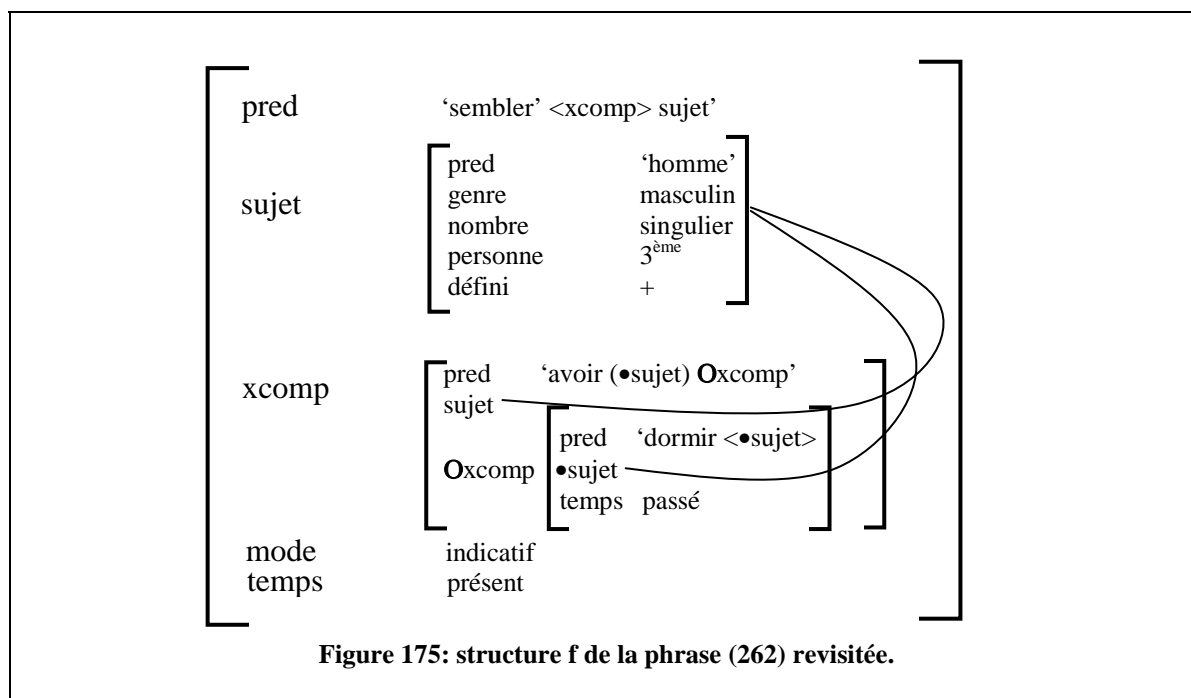 pred ‘sembler’ <xcomp> sujet’
pred ‘homme’
genre masculin
sujet
nombre singulier
personne 3ème
défini +
pred ‘avoir (●sujet) Oxcomp’
xcomp
sujet
pred ‘dormir <●sujet>
Oxcomp ●sujet
temps passé
mode indicatif
temps présent
Figure 175: structure f de la phrase (262) revisitée.